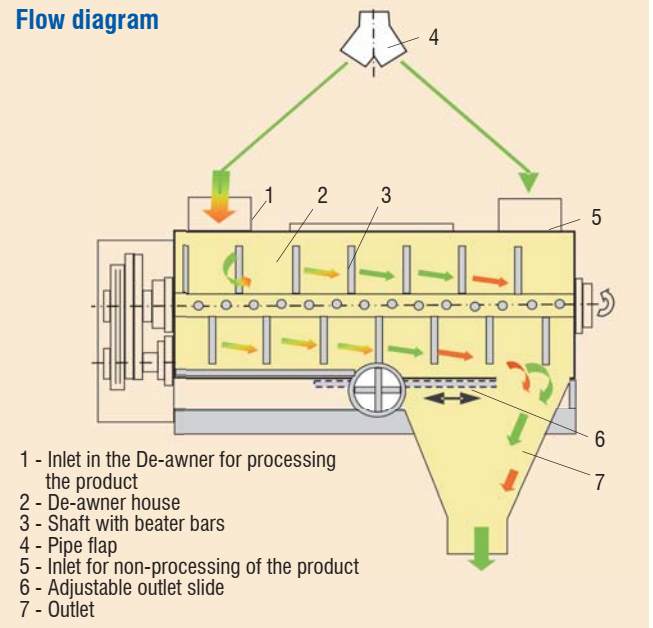 Flow diagram
4
1
2
3
5
6
7
1 - Inlet in the De-awner for processing
the product
2 - De-awner house
3 - Shaft with beater bars
4 - Pipe flap
5 - Inlet for non-processing of the product
6 - Adjustable outlet slide
7 - Outlet